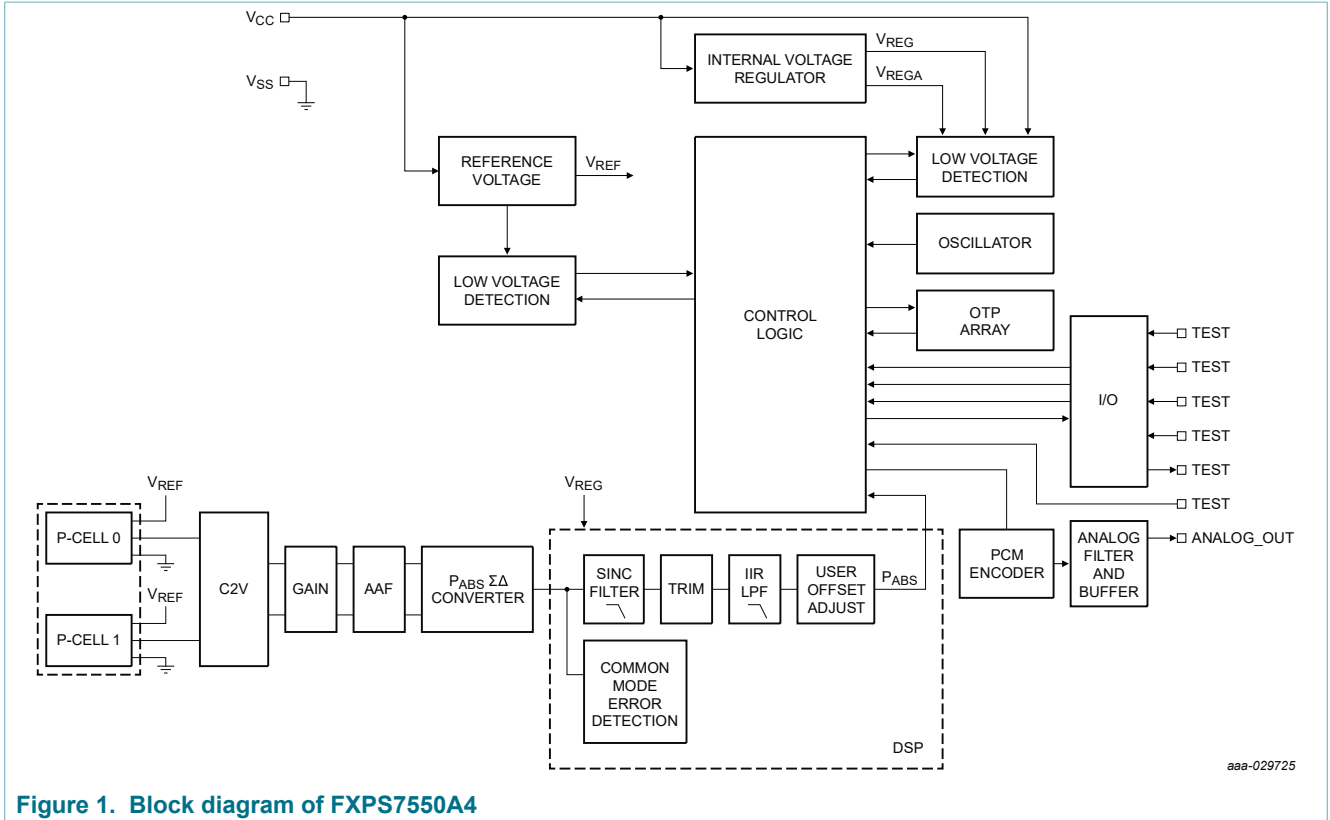 VCC
VSS
INTERNAL VOLTAGE
REGULATOR
VREG
VREGA
REFERENCE
VOLTAGE
VREF
LOW VOLTAGE
DETECTION
LOW VOLTAGE
DETECTION
OSCILLATOR
OTP
ARRAY
CONTROL
LOGIC
I/O
TEST
TEST
TEST
TEST
TEST
TEST
VREF
P-CELL 0
VREF
P-CELL 1
C2V
GAIN
AAF
PABS ΣΔ
CONVERTER
VREG
SINC
FILTER
TRIM
IIR
LPF
USER
OFFSET
ADJUST
PABS
COMMON
MODE
ERROR
DETECTION
DSP
PCM
ENCODER
ANALOG
FILTER
AND
BUFFER
ANALOG_OUT
aaa-029725
Figure 1. Block diagram of FXPS7550A4